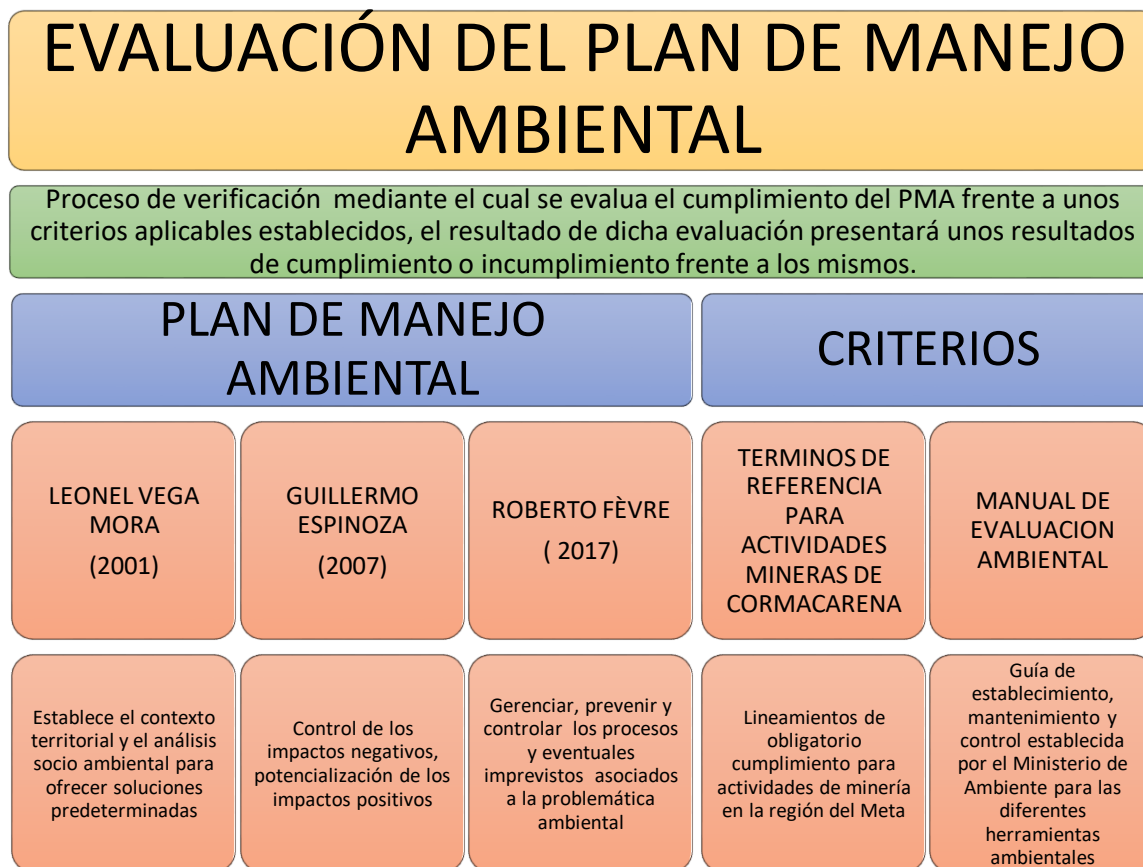 EVALUACIÓN DEL PLAN DE MANEJO
AMBIENTAL
Proceso de verificación mediante el cual se evalua el cumplimiento del PMA frente a unos
criterios aplicables establecidos, el resultado de dicha evaluación presentará unos resultados
de cumplimiento o incumplimiento frente a los mismos.
PLAN DE MANEJO
AMBIENTAL
CRITERIOS
LEONEL VEGA
MORA
(2001)
GUILLERMO
ESPINOZA
(2007)
ROBERTO FÈVRE
( 2017)
TERMINOS DE
REFERENCIA
PARA
ACTIVIDADES
MINERAS DE
CORMACARENA
MANUAL DE
EVALUACION
AMBIENTAL
Establece el contexto
territorial y el análisis
socio ambiental para
ofrecer soluciones
predeterminadas
Control de los
impactos negativos,
potencialización de los
impactos positivos
Gerenciar, prevenir y
controlar los procesos
y eventuales
imprevistos asociados
a la problemática
ambiental
Lineamientos de
obligatorio
cumplimiento para
actividades de minería
en la región del Meta
Guía de
establecimiento,
mantenimiento y
control establecida
por el Ministerio de
Ambiente para las
diferentes
herramientas
ambientales